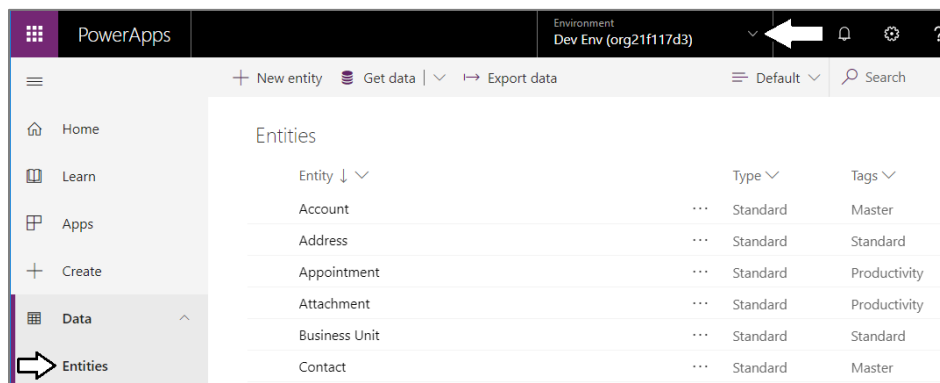 PowerApps
Environment
Dev Env (org21f117d3)
?
New entity Get data Export data Default Search
Home
Learn
Apps
Create
Data
Entities
Entities
Entity Type Tags
Account ... Standard Master
Address ... Standard Standard
Appointment ... Standard Productivity
Attachment ... Standard Productivity
Business Unit ... Standard Standard
Contact ... Standard Master